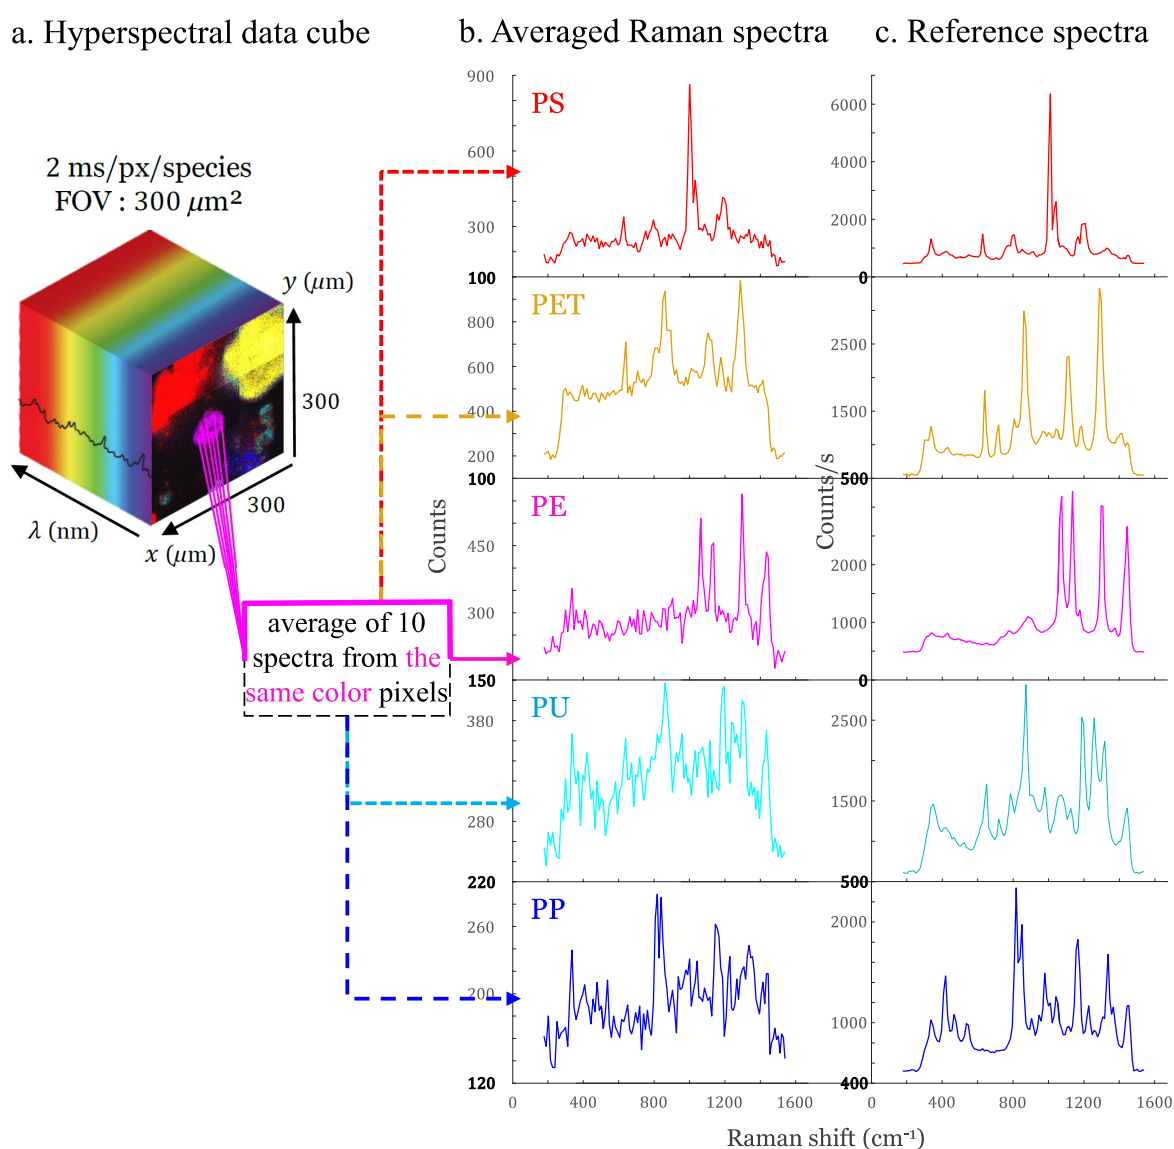 a. Hyperspectral data cube
b. Averaged Raman spectra
c. Reference spectra
2 ms/px/species
FOV : 300 μm²
y (μm)
300
300
x (μm)
λ (nm)
average of 10
spectra from the
same color pixels
Counts
900
PS
600
300
100
PET
800
600
400
200
100
PE
450
300
150
PU
380
280
220
PP
260
200
120
0
400
800
1200
1600
Counts/s
6000
4000
2000
0
0
2500
1500
500
3000
2000
1000
0
0
2500
1500
500
2000
1000
400
0
400
800
1200
1600
Raman shift (cm⁻¹)